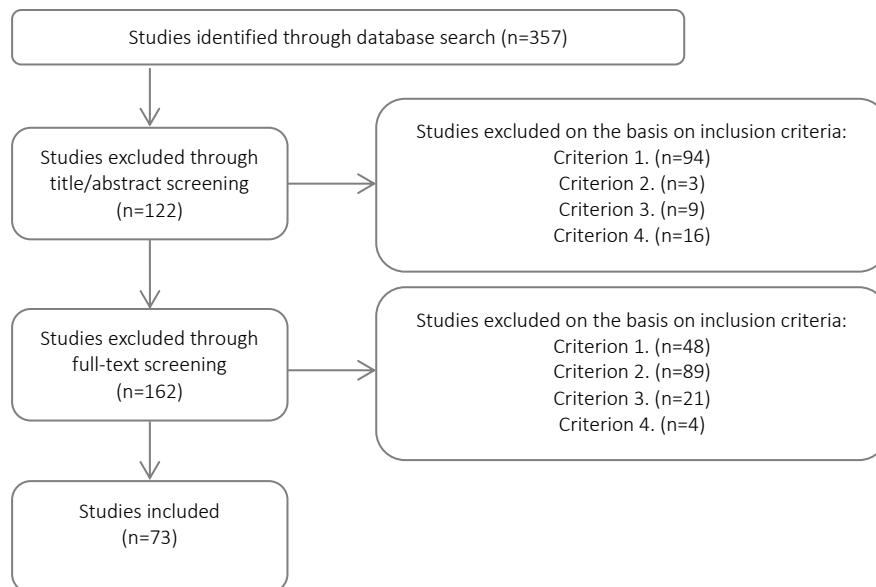 Studies identified through database search (n=357)
Studies excluded through
title/abstract screening
(n=122)
Studies excluded on the basis on inclusion criteria:
Criterion 1. (n=94)
Criterion 2. (n=3)
Criterion 3. (n=9)
Criterion 4. (n=16)
Studies excluded through
full-text screening
(n=162)
Studies excluded on the basis on inclusion criteria:
Criterion 1. (n=48)
Criterion 2. (n=89)
Criterion 3. (n=21)
Criterion 4. (n=4)
Studies included
(n=73)